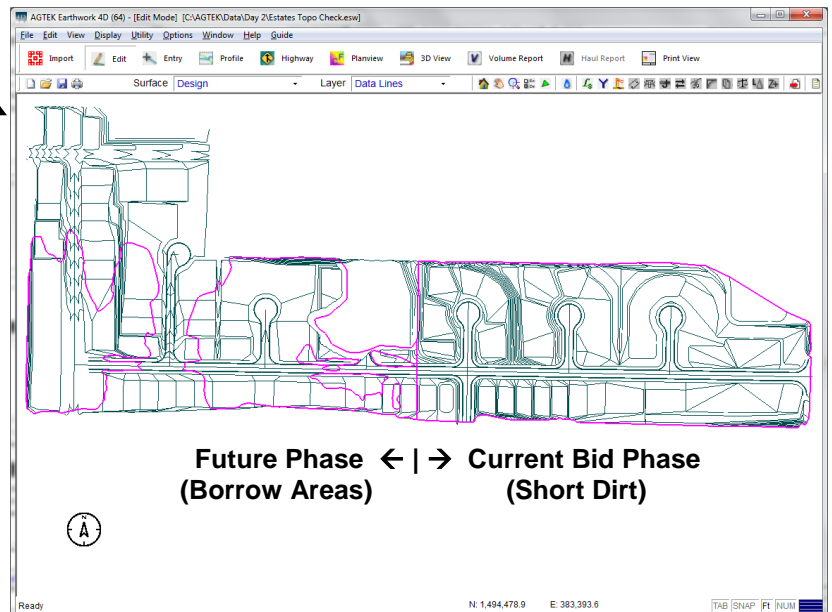 AGTEK Earthwork 4D (64) - [Edit Mode] [C:\AGTEK\Data\Day 2\Estates Topo Check.esw]
File Edit View Display Utility Options Window Help Guide
Import Edit Entry Profile Highway Planview 3D View Volume Report Haul Report Print View
Surface Design Layer Data Lines
Future Phase ← | → Current Bid Phase
(Borrow Areas) (Short Dirt)
Ready N: 1,494,478.9 E: 383,393.6 TAB SNAP Ft NUM